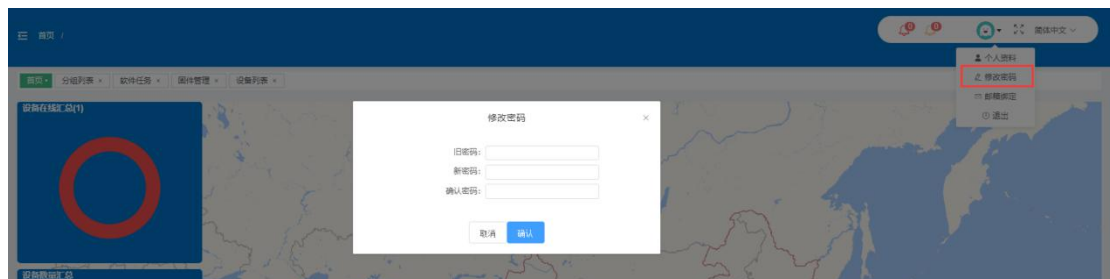 首页 /
0
0
简体中文
个人资料
修改密码
邮箱绑定
退出
首页
分组列表 ×
软件任务 ×
固件管理 ×
设备列表 ×
设备在线汇总(1)
修改密码
×
旧密码:
新密码:
确认密码:
取消
确认
设备数量汇总